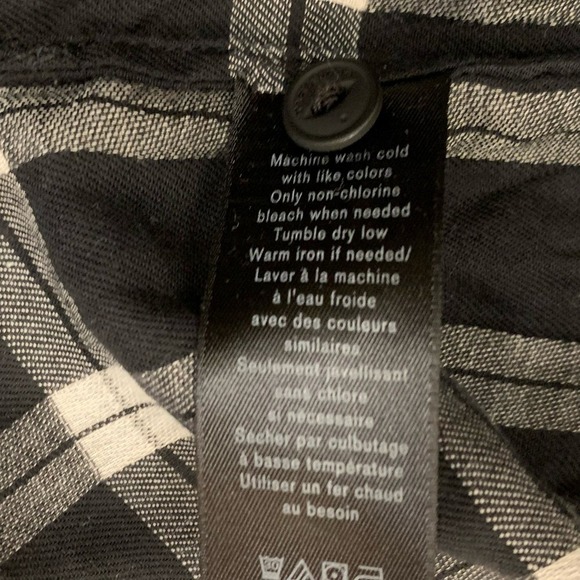 Machine wash cold
with like colors.
Only non-chlorine
bleach when needed
Tumble dry low
Warm iron if needed/
Laver à la machine
à l'eau froide
avec des couleurs
similaires
Seulement javellisant
sans chlore
si nécessaire
Sécher par culbutage
à basse température
Utiliser un fer chaud
au besoin
30